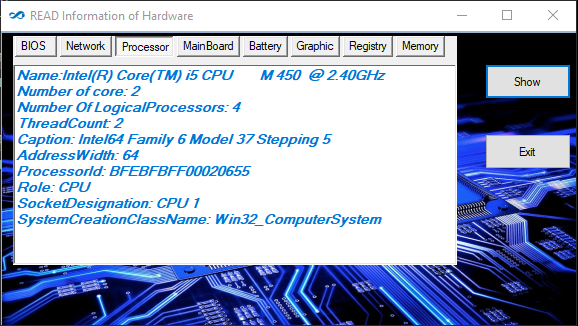 READ Information of Hardware
BIOS Network Processor MainBoard Battery Graphic Registry Memory
Name:Intel(R) Core(TM) i5 CPU       M 450  @ 2.40GHz
Number of core: 2
Number Of LogicalProcessors: 4
ThreadCount: 2
Caption: Intel64 Family 6 Model 37 Stepping 5
AddressWidth: 64
ProcessorId: BFEBFBFF00020655
Role: CPU
SocketDesignation: CPU 1
SystemCreationClassName: Win32_ComputerSystem
Show
Exit